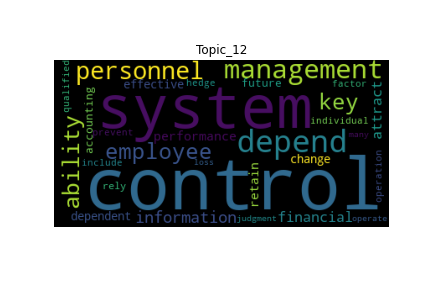 Topic_12
personnel
management
qualified
effective
hedge
future
factor
accounting
system
key
attract
individual
ability
prevent
performance
depend
many
employee
change
include
loss
retain
rely
control
operation
dependent
information
judgment
financial
operate